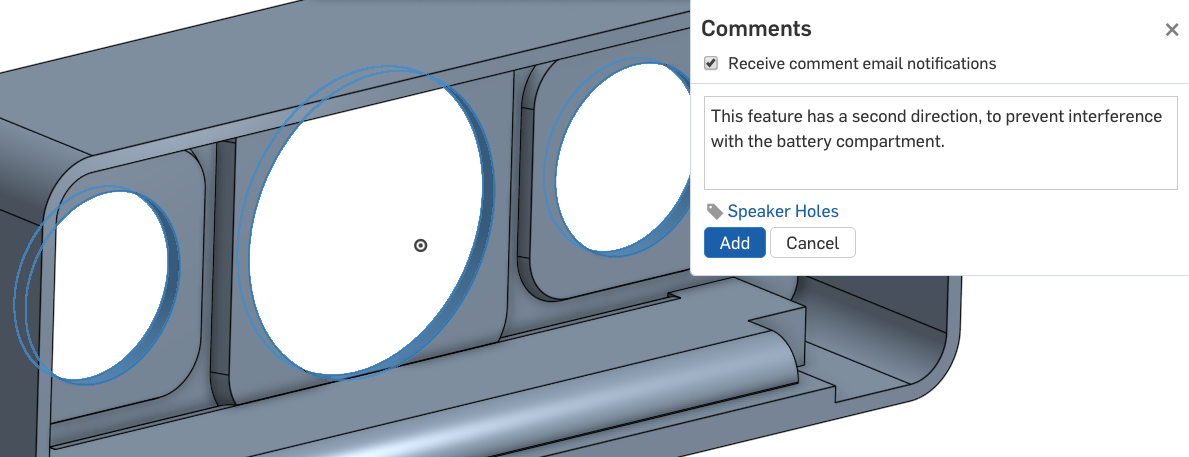 Comments
Receive comment email notifications
This feature has a second direction, to prevent interference
with the battery compartment.
Speaker Holes
Add Cancel